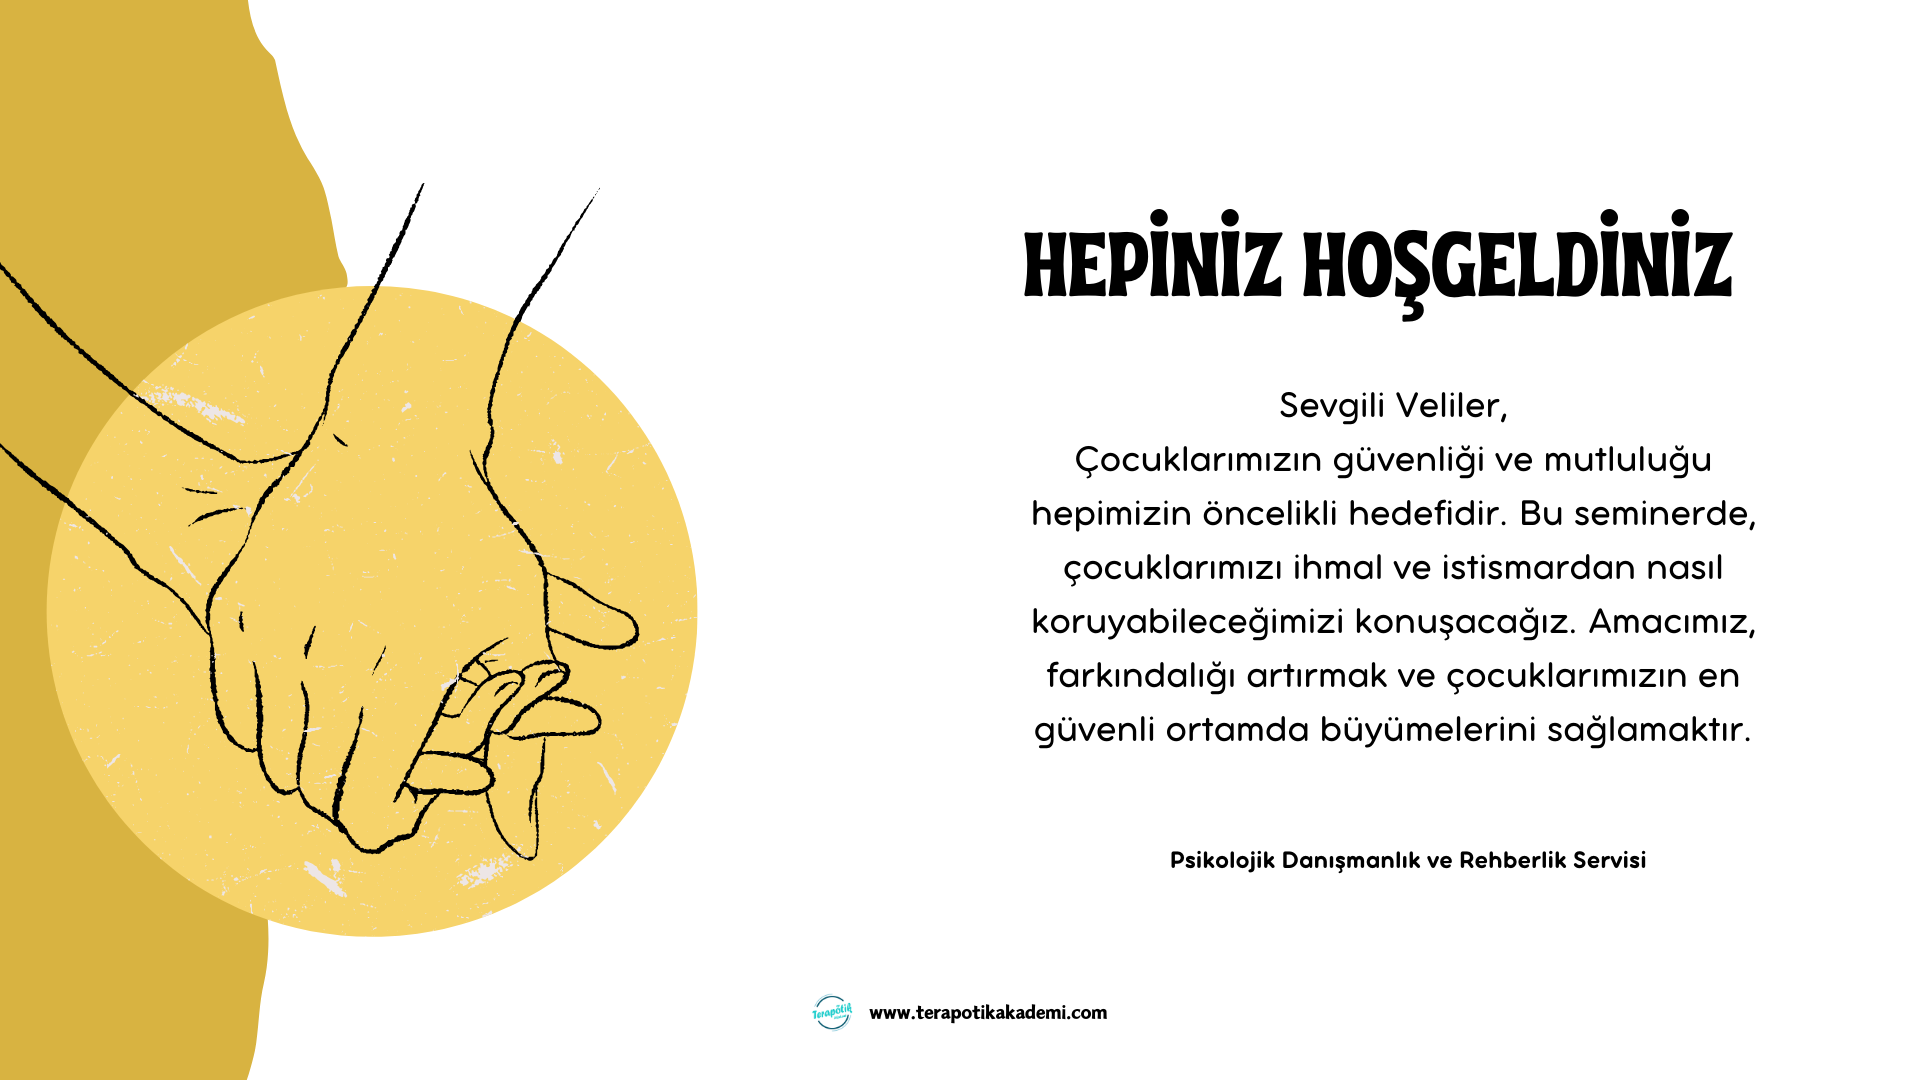 HEPİNİZ HOŞGELDİNİZ
Sevgili Veliler,
Çocuklarımızın güvenliği ve mutluluğu
hepimizin öncelikli hedefidir. Bu seminerde,
çocuklarımızı ihmal ve istismardan nasıl
koruyabileceğimizi konuşacağız. Amacımız,
farkındalığı artırmak ve çocuklarımızın en
güvenli ortamda büyümelerini sağlamaktır.
Psikolojik Danışmanlık ve Rehberlik Servisi
Terapötik
www.terapotikakademi.com